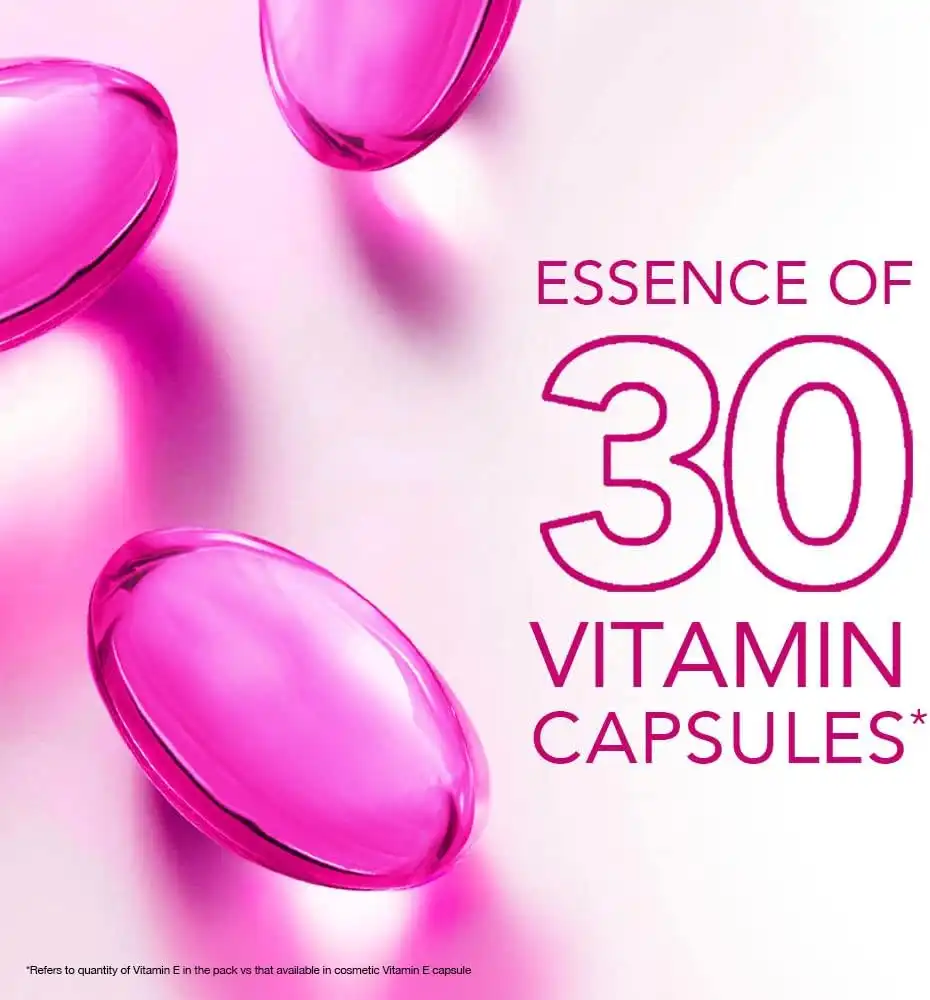 ESSENCE OF
30
VITAMIN
CAPSULES*
*Refers to quantity of Vitamin E in the pack vs that available in cosmetic Vitamin E capsule